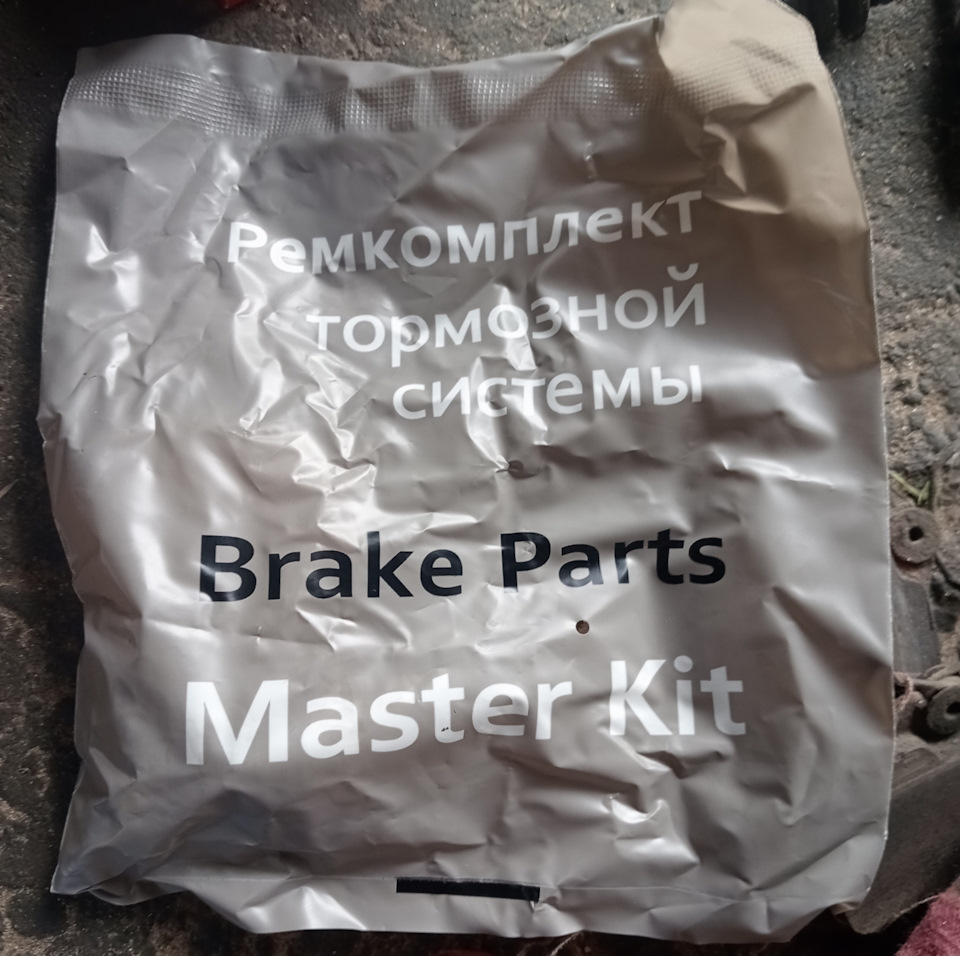 Ремкомплект
тормозной
системы
Brake Parts
Master Kit